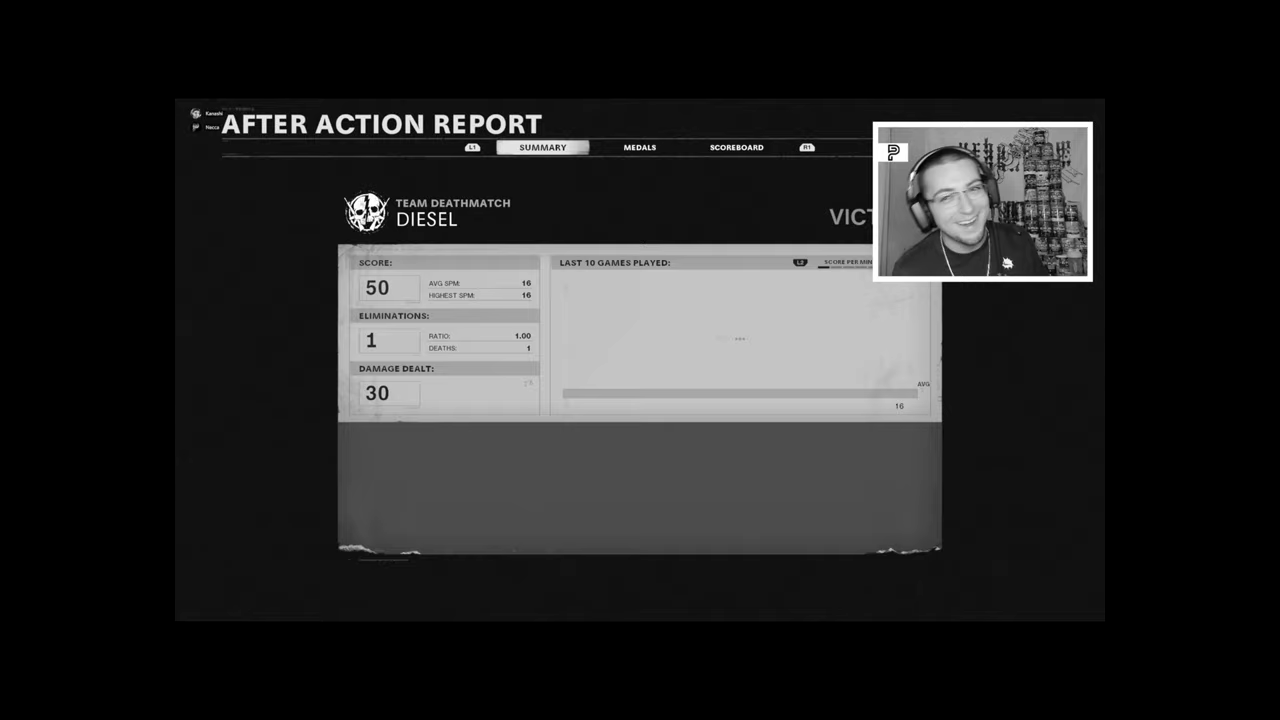 Kanashi
Necca
AFTER ACTION REPORT
L1
SUMMARY
MEDALS
SCOREBOARD
R1
TEAM DEATHMATCH
DIESEL
VICT
P
SCORE:
50
AVG SPM: 16
HIGHEST SPM: 16
ELIMINATIONS:
1
RATIO: 1.00
DEATHS: 1
DAMAGE DEALT:
30
LAST 10 GAMES PLAYED:
SCORE PER MIN
AVG
16